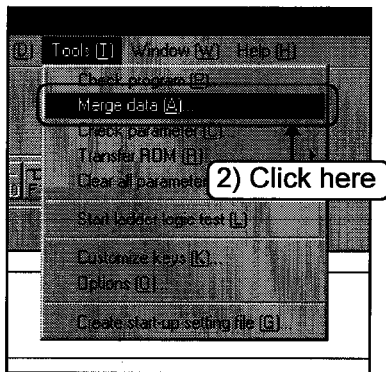 (D) Tools (T) Window (W) Help (H)
Check program (P)...
Merge data (A)...
Check parameter (C)...
Transfer ROM (R)
Clear all parameter
2) Click here
Start ladder logic test (L)
Customize keys (K)...
Options (O)...
Create start-up setting file (G)...